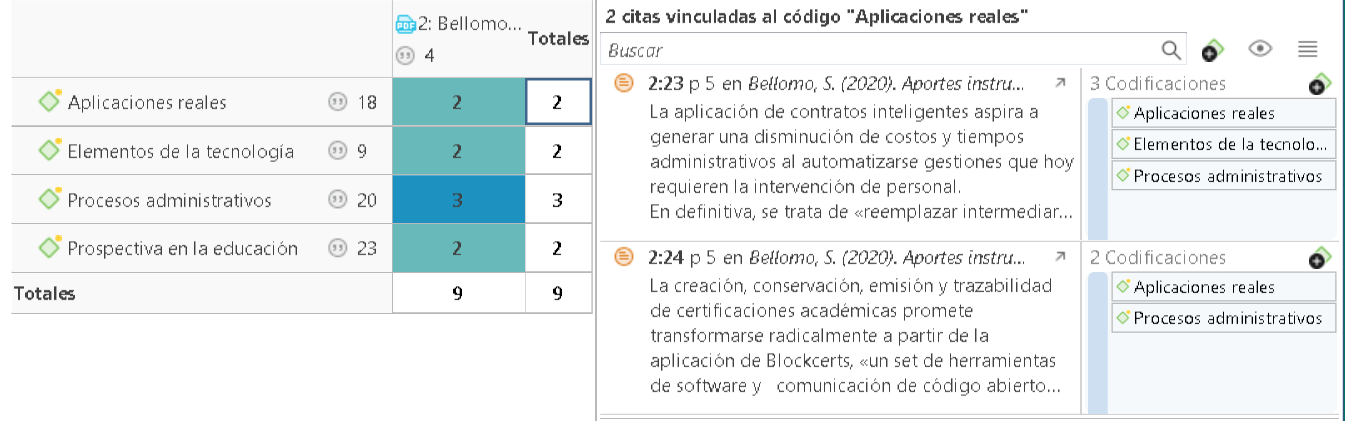 2: Bellomo...
4
Totales
Aplicaciones reales 18 2 2
Elementos de la tecnología 9 2 2
Procesos administrativos 20 3 3
Prospectiva en la educación 23 2 2
Totales 9 9
2 citas vinculadas al código "Aplicaciones reales"
Buscar
2:23 p 5 en Bellomo, S. (2020). Aportes instru...
La aplicación de contratos inteligentes aspira a
generar una disminución de costos y tiempos
administrativos al automatizarse gestiones que hoy
requieren la intervención de personal.
En definitiva, se trata de «reemplazar intermediar...
3 Codificaciones
Aplicaciones reales
Elementos de la tecnolo...
Procesos administrativos
2:24 p 5 en Bellomo, S. (2020). Aportes instru...
La creación, conservación, emisión y trazabilidad
de certificaciones académicas promete
transformarse radicalmente a partir de la
aplicación de Blockcerts, «un set de herramientas
de software y comunicación de código abierto...
2 Codificaciones
Aplicaciones reales
Procesos administrativos